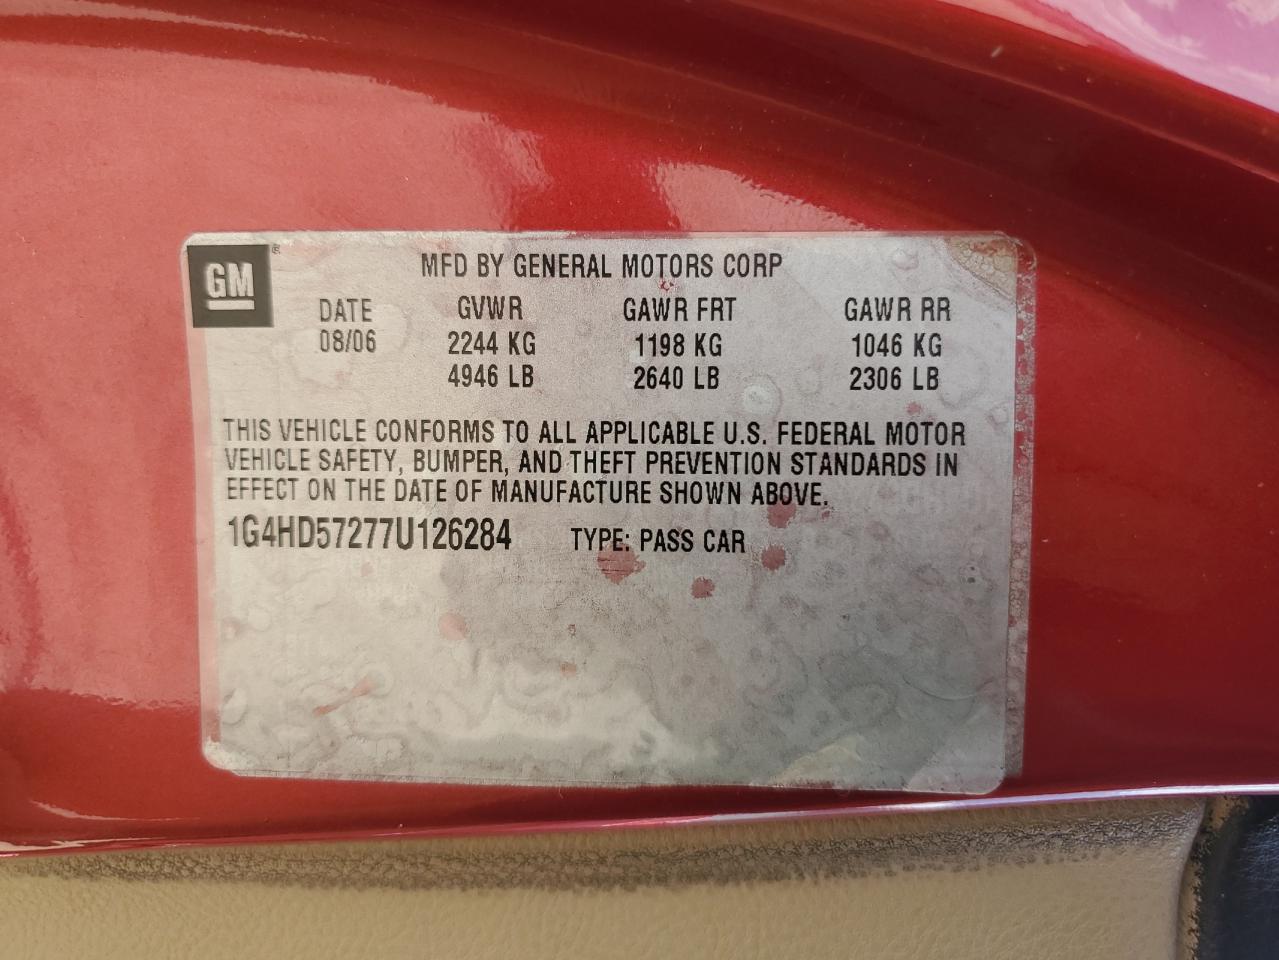 GM
MFD BY GENERAL MOTORS CORP
DATE GVWR GAWR FRT GAWR RR
08/06 2244 KG 1198 KG 1046 KG
4946 LB 2640 LB 2306 LB
THIS VEHICLE CONFORMS TO ALL APPLICABLE U.S. FEDERAL MOTOR
VEHICLE SAFETY, BUMPER, AND THEFT PREVENTION STANDARDS IN
EFFECT ON THE DATE OF MANUFACTURE SHOWN ABOVE.
1G4HD57277U126284 TYPE: PASS CAR